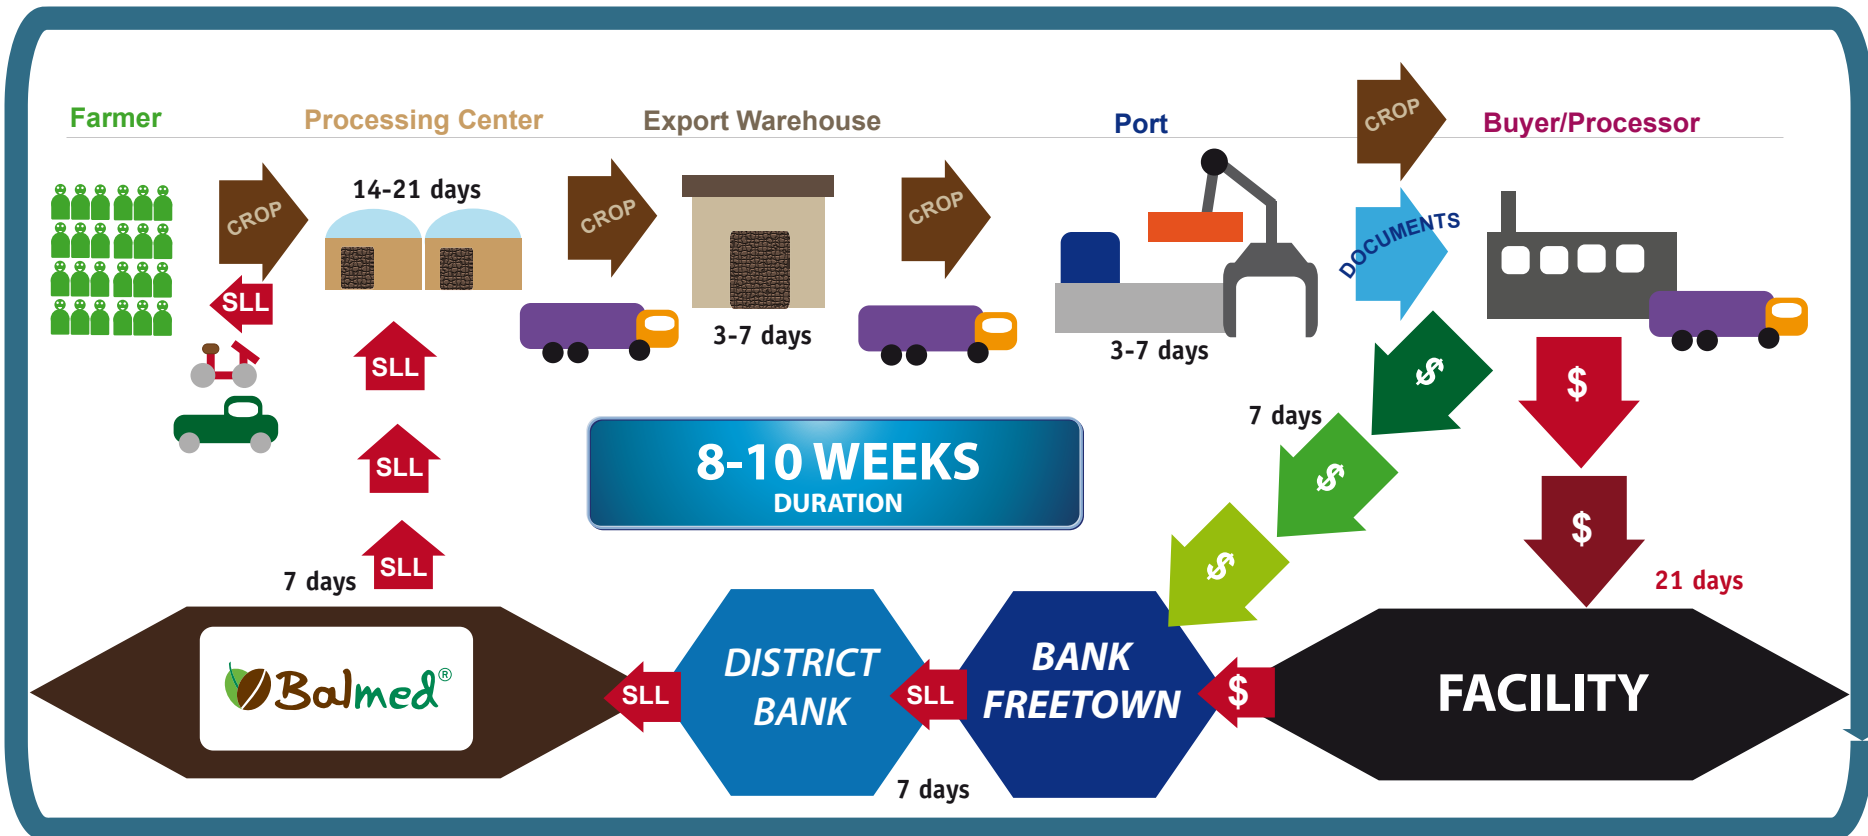 Farmer
Processing Center
Export Warehouse
Port
Buyer/Processor
CROP
CROP
CROP
CROP
14-21 days
SLL
3-7 days
3-7 days
DOCUMENTS
SLL
SLL
SLL
7 days
8-10 WEEKS
DURATION
7 days
$
$
$
$
$
21 days
Balmed®
SLL
DISTRICT
BANK
SLL
7 days
BANK
FREETOWN
$
FACILITY